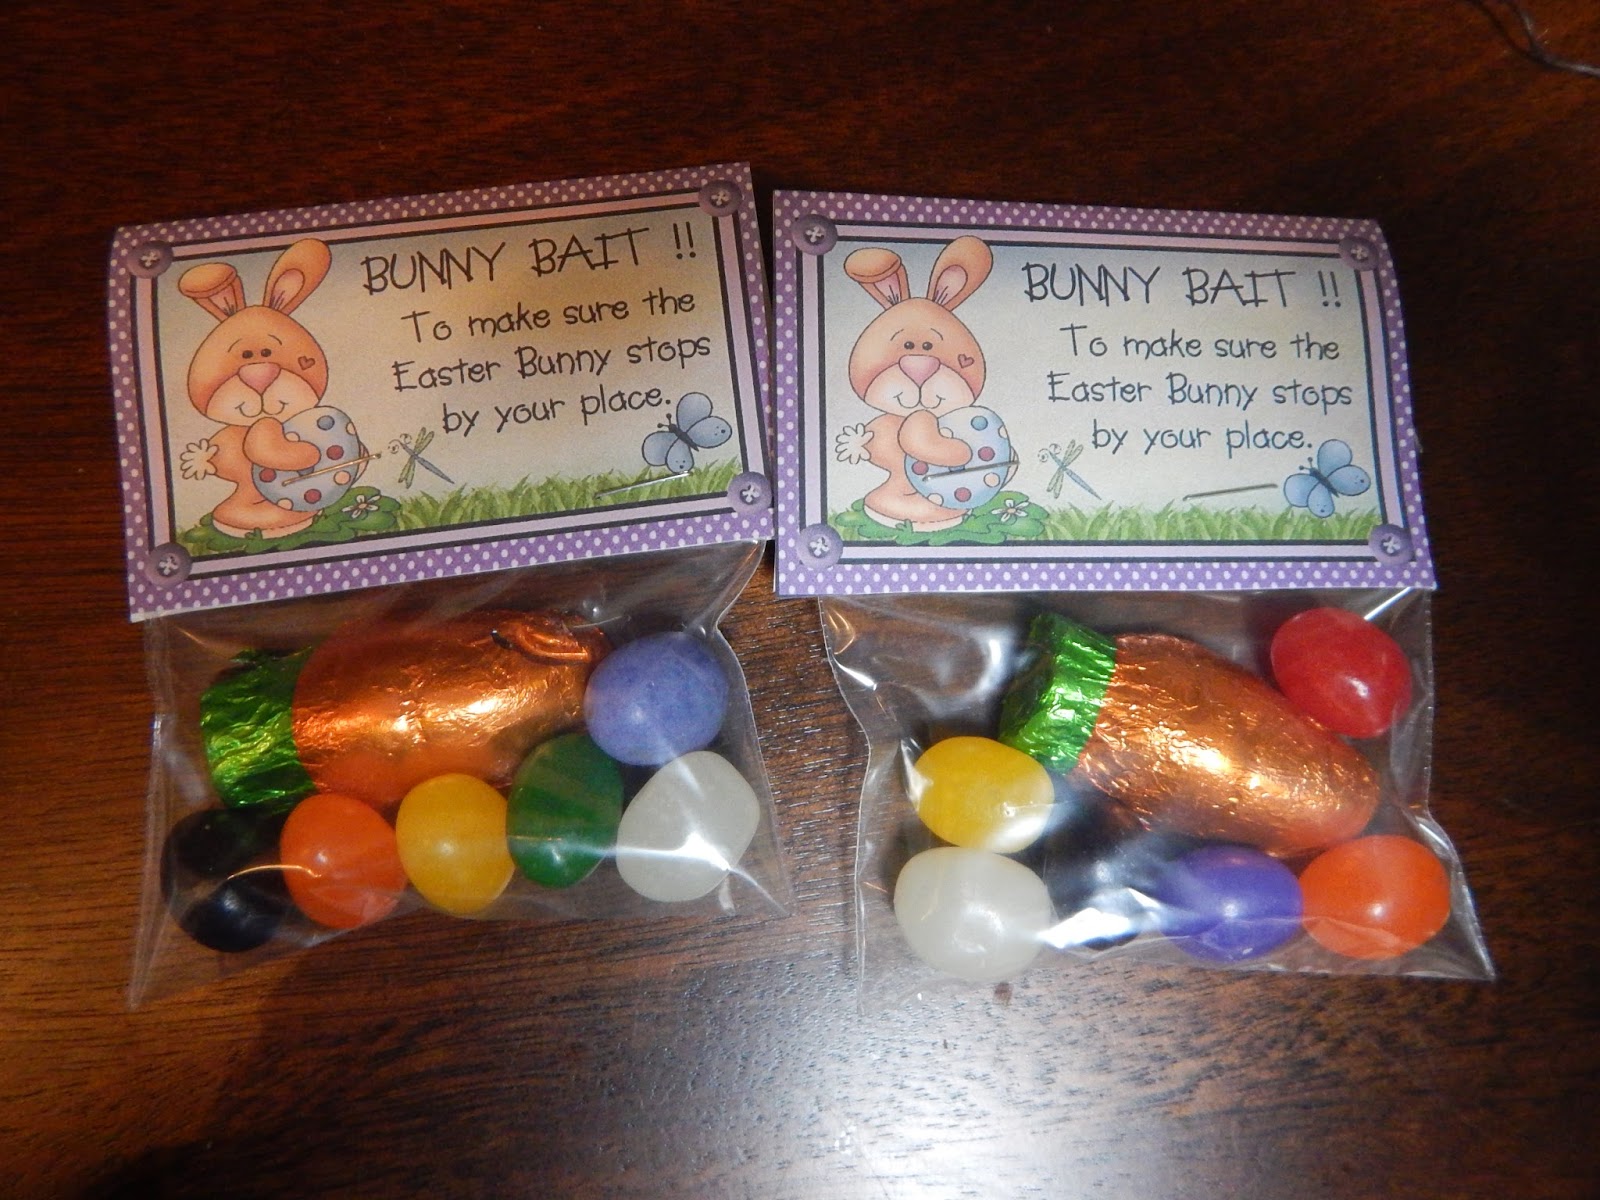 BUNNY BAIT !!
To make sure the
Easter Bunny stops
by your place.
BUNNY BAIT !!
To make sure the
Easter Bunny stops
by your place.